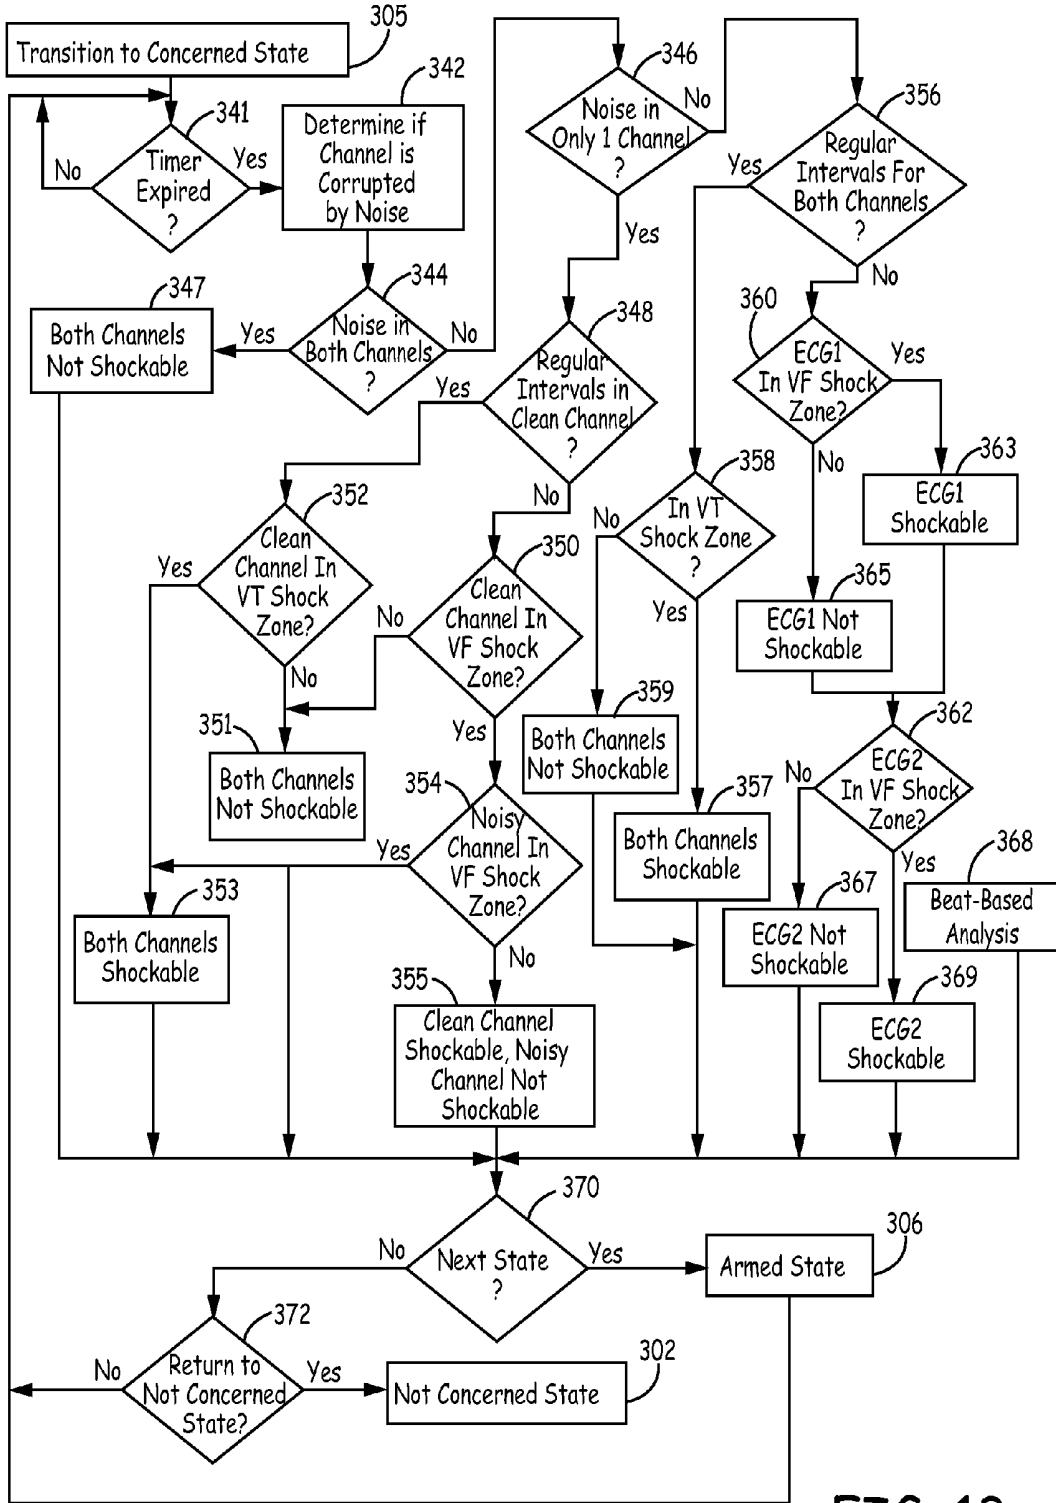 305
Transition to Concerned State
341
Timer
Expired
?
No
Yes
342
Determine if
Channel is
Corrupted
by Noise
344
Noise in
Both Channels
?
Yes
No
347
Both Channels
Not Shockable
346
Noise in
Only 1 Channel
?
No
Yes
348
Regular
Intervals in
Clean Channel
?
Yes
No
352
Clean
Channel In
VT Shock
Zone?
Yes
No
350
Clean
Channel In
VF Shock
Zone?
No
Yes
351
Both Channels
Not Shockable
354
Noisy
Channel In
VF Shock
Zone?
Yes
No
353
Both Channels
Shockable
355
Clean Channel
Shockable, Noisy
Channel Not
Shockable
356
Regular
Intervals For
Both Channels
?
Yes
No
358
In VT
Shock Zone
?
No
Yes
359
Both Channels
Not Shockable
357
Both Channels
Shockable
360
ECG1
In VF Shock
Zone?
Yes
No
363
ECG1
Shockable
365
ECG1 Not
Shockable
362
ECG2
In VF Shock
Zone?
No
Yes
367
ECG2 Not
Shockable
369
ECG2
Shockable
368
Beat-Based
Analysis
370
Next State
?
No
Yes
306
Armed State
372
Return to
Not Concerned
State?
No
Yes
302
Not Concerned State